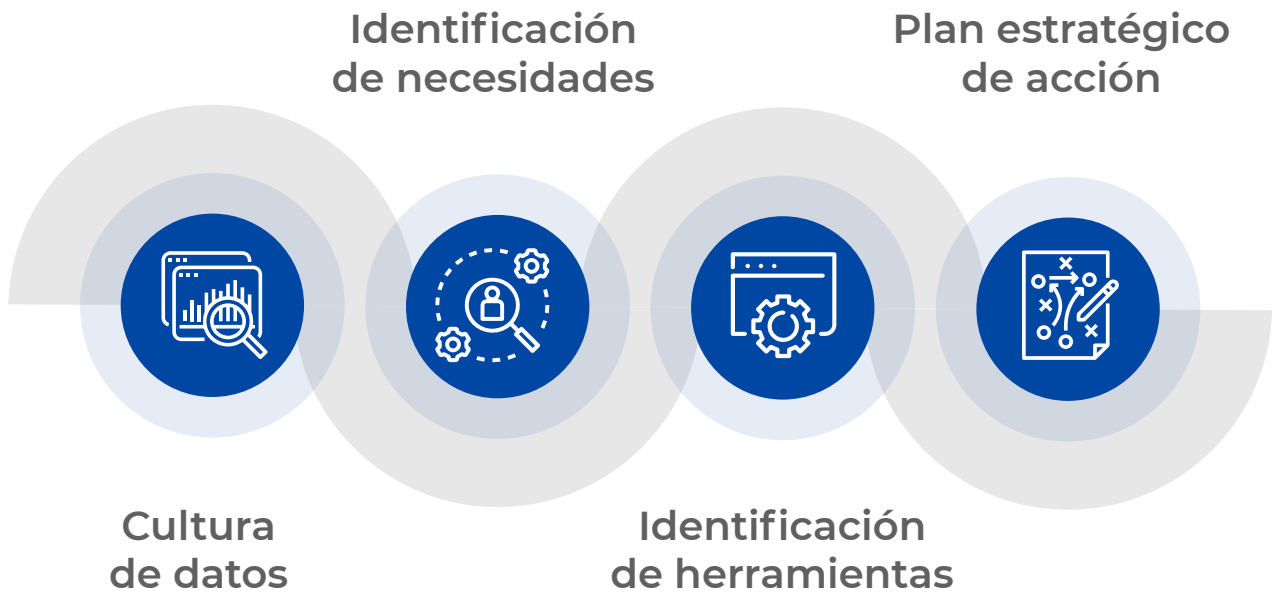 Identificación
de necesidades
Plan estratégico
de acción
Cultura
de datos
Identificación
de herramientas